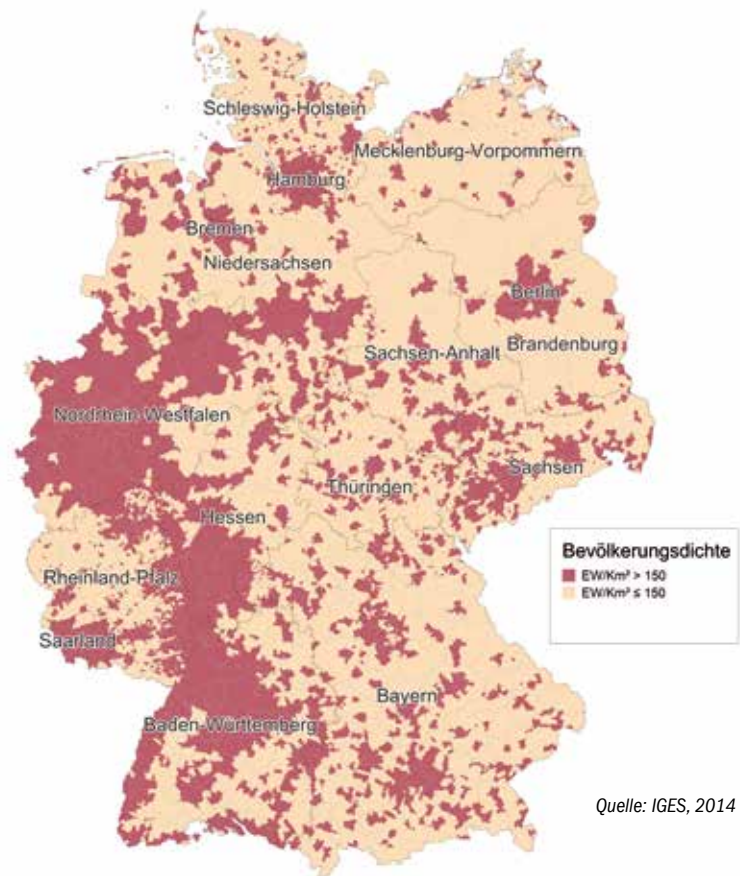 Schleswig-Holstein
Mecklenburg-Vorpommern
Hamburg
Bremen
Niedersachsen
Berlin
Sachsen-Anhalt
Brandenburg
Nordrhein-Westfalen
Sachsen
Thüringen
Hessen
Rheinland-Pfalz
Saarland
Bayern
Baden-Württemberg
Bevölkerungsdichte
EW/Km² > 150
EW/Km² ≤ 150
Quelle: IGES, 2014